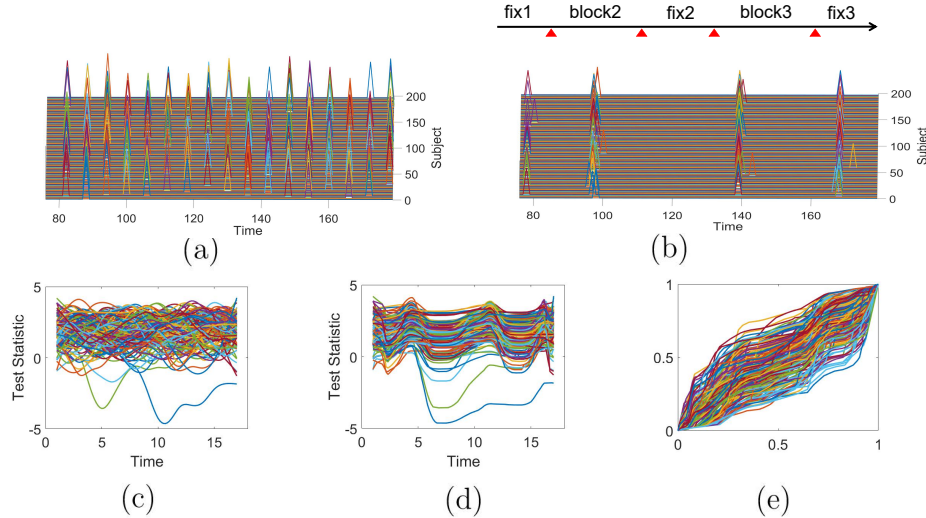 fix1 block2 fix2 block3 fix3
200
150
100
50
0
Subject
80 100 120 140 160
Time
(a)
200
150
100
50
0
Subject
80 100 120 140 160
Time
(b)
5
0
-5
Test Statistic
0 5 10 15
Time
(c)
5
0
-5
Test Statistic
0 5 10 15
Time
(d)
1
0.5
0
0 0.5 1
(e)